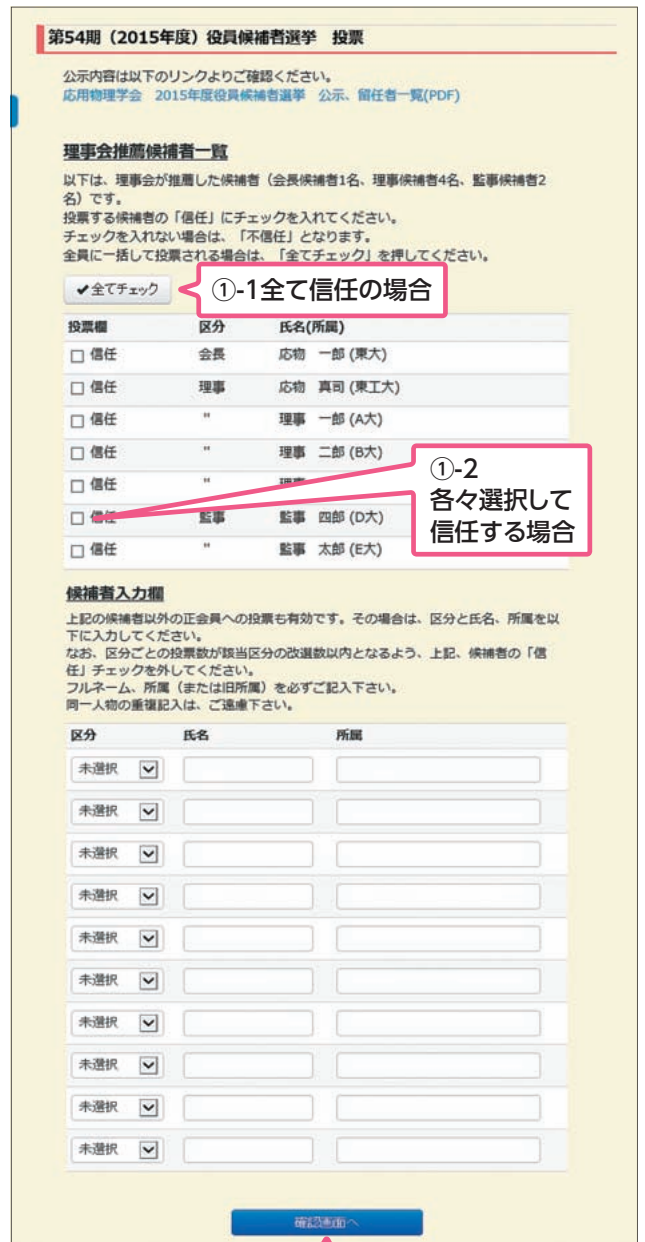 第54期（2015年度）役員候補者選挙　投票
公示内容は以下のリンクよりご確認ください。
応用物理学会　2015年度役員候補者選挙　公示、留任者一覧(PDF)
理事会推薦候補者一覧
以下は、理事会が推薦した候補者（会長候補者1名、理事候補者4名、監事候補者2
名）です。
投票する候補者の「信任」にチェックを入れてください。
チェックを入れない場合は、「不信任」となります。
全員に一括して投票される場合は、「全てチェック」を押してください。
✔全てチェック
①-1全て信任の場合
投票欄 区分 氏名(所属)
信任 会長 応物　一郎 (東大)
信任 理事 応物　真司 (東工大)
信任 " 理事　一郎 (A大)
信任 " 理事　二郎 (B大)
信任 "
①-2
各々選択して
信任する場合
信任 監事 監事　四郎 (D大)
信任 " 監事　太郎 (E大)
候補者入力欄
上記の候補者以外の正会員への投票も有効です。その場合は、区分と氏名、所属を以
下に入力してください。
なお、区分ごとの投票数が該当区分の改選数以内となるよう、上記、候補者の「信
任」チェックを外してください。
フルネーム、所属（または旧所属）を必ずご記入下さい。
同一人物の重複記入は、ご遠慮下さい。
区分 氏名 所属
未選択
未選択
未選択
未選択
未選択
未選択
未選択
未選択
未選択
未選択
確認画面へ